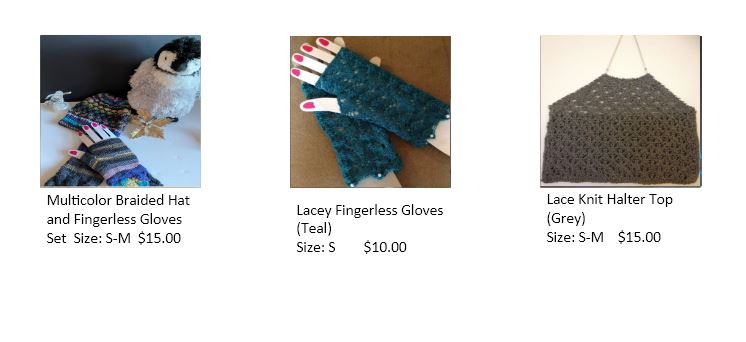 Multicolor Braided Hat
and Fingerless Gloves
Set  Size: S-M  $15.00
Lacey Fingerless Gloves
(Teal)
Size: S       $10.00
Lace Knit Halter Top
(Grey)
Size: S-M    $15.00